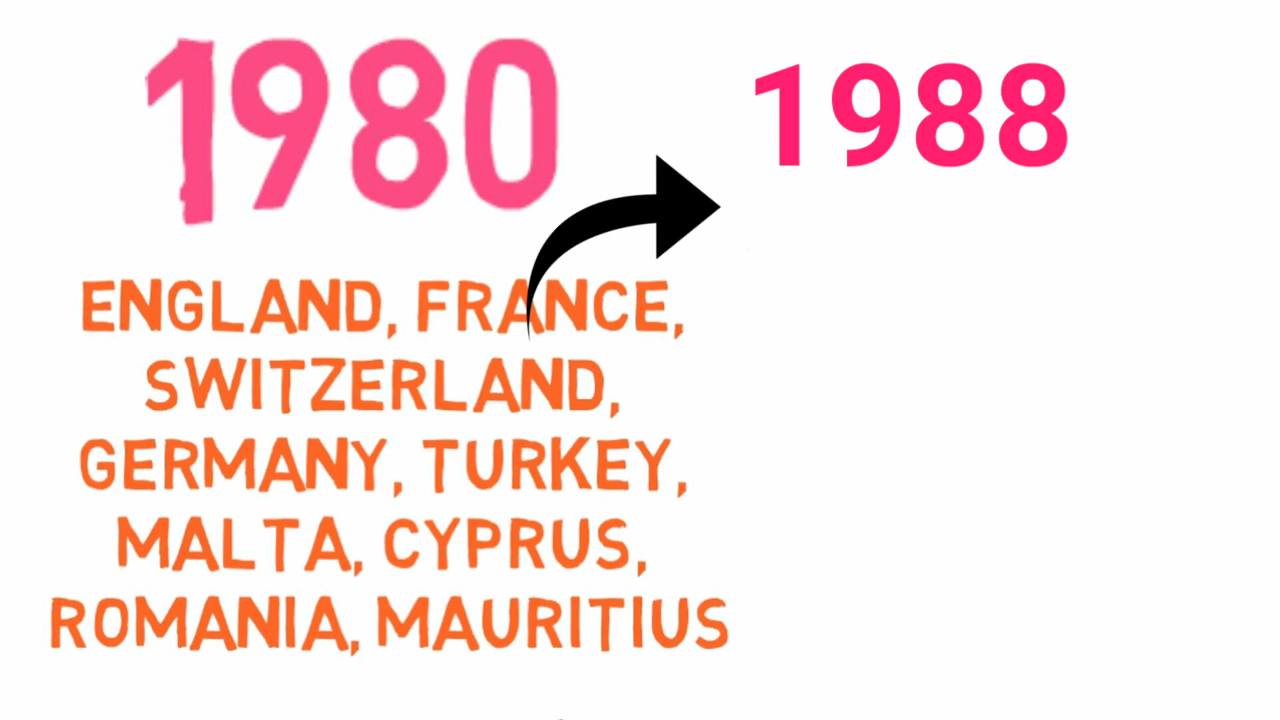 1980
1988
ENGLAND, FRANCE,
SWITZERLAND,
GERMANY, TURKEY,
MALTA, CYPRUS,
ROMANIA, MAURITIUS